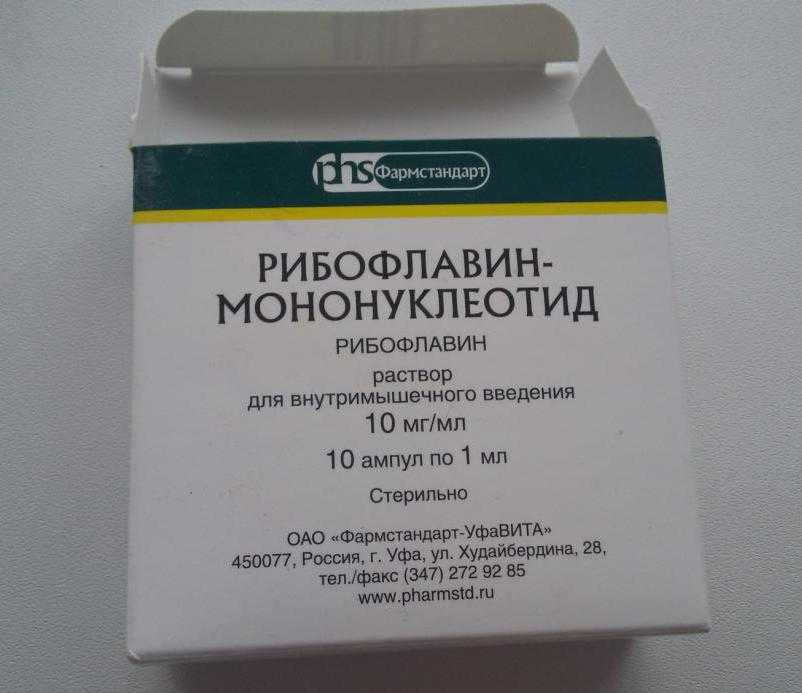 phs Фармстандарт
РИБОФЛАВИН-
МОНОНУКЛЕОТИД
РИБОФЛАВИН
раствор
для внутримышечного введения
10 мг/мл
10 ампул по 1 мл
Стерильно
ОАО «Фармстандарт-УфаВИТА»
450077, Россия, г. Уфа, ул. Худайбердина, 28,
тел./факс (347) 272 92 85
www.pharmstd.ru